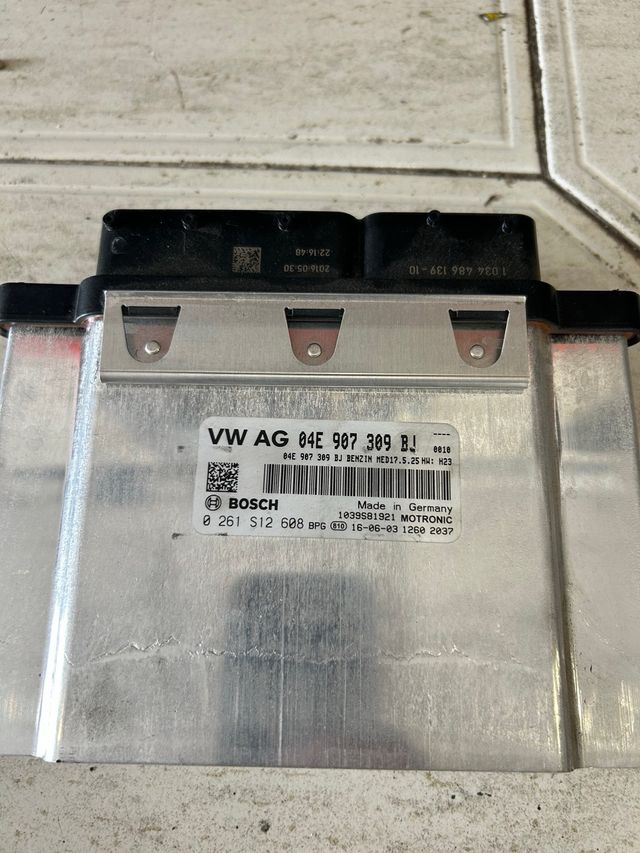 22:16:48
2016:05:30
1 034 486 139-10
VW AG 04E 907 309 BJ ----
0010
04E 907 309 BJ BENZIN MED17.5.25 HW: H23
BOSCH Made in Germany
1039S81921 MOTRONIC
0 261 S12 608 BPG 810 16-06-03 1260 2037